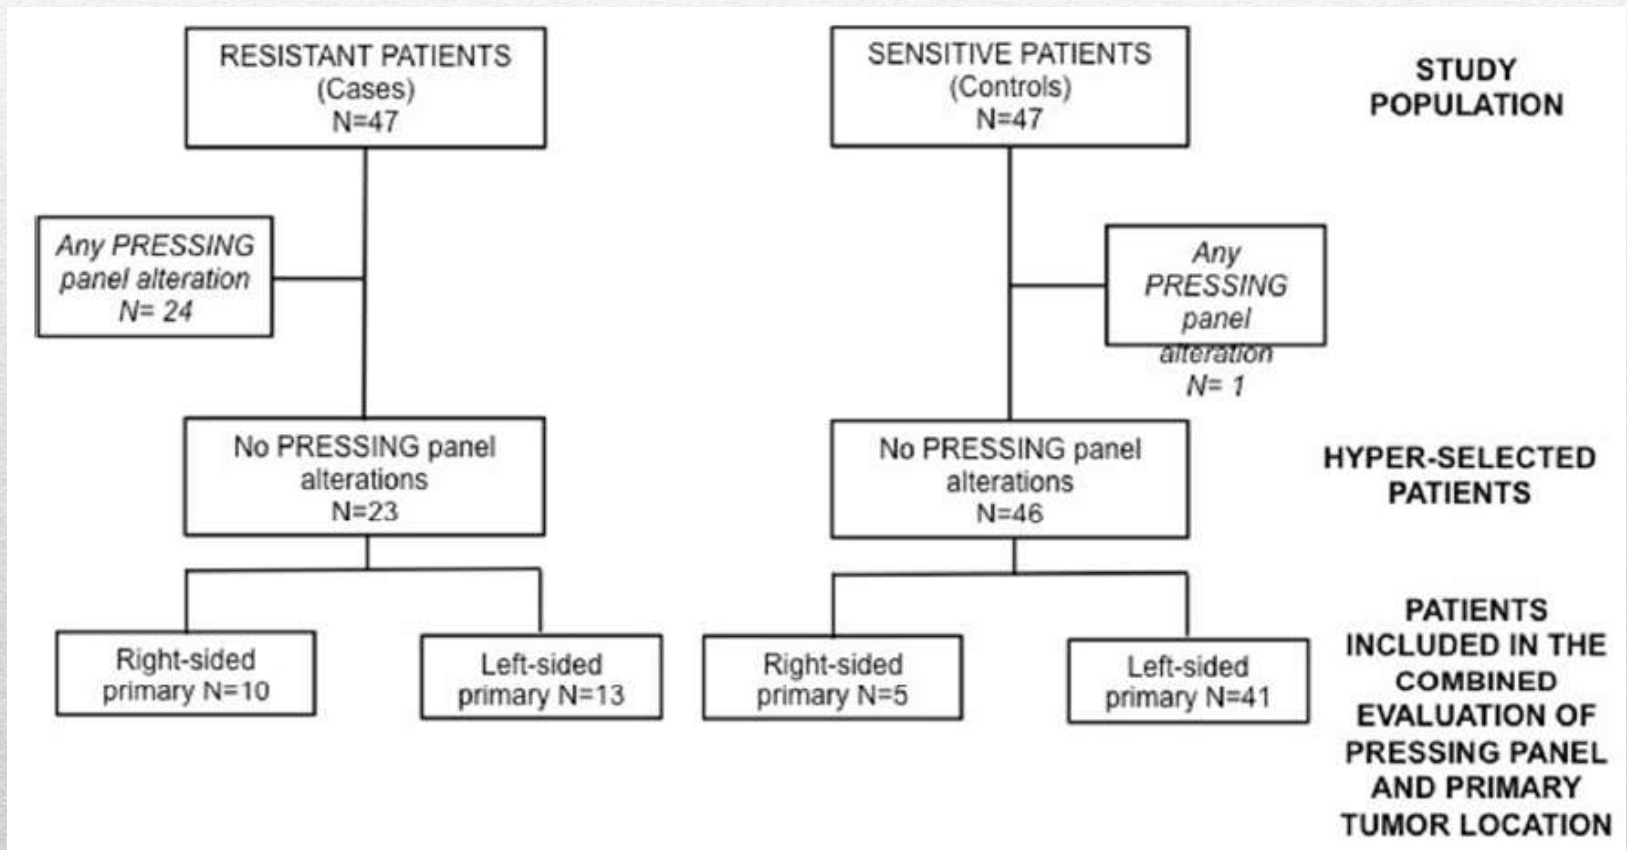 RESISTANT PATIENTS
(Cases)
N=47
SENSITIVE PATIENTS
(Controls)
N=47
STUDY
POPULATION
Any PRESSING
panel alteration
N= 24
Any
PRESSING
panel
alteration
N= 1
No PRESSING panel
alterations
N=23
No PRESSING panel
alterations
N=46
HYPER-SELECTED
PATIENTS
Right-sided
primary N=10
Left-sided
primary N=13
Right-sided
primary N=5
Left-sided
primary N=41
PATIENTS
INCLUDED IN THE
COMBINED
EVALUATION OF
PRESSING PANEL
AND PRIMARY
TUMOR LOCATION